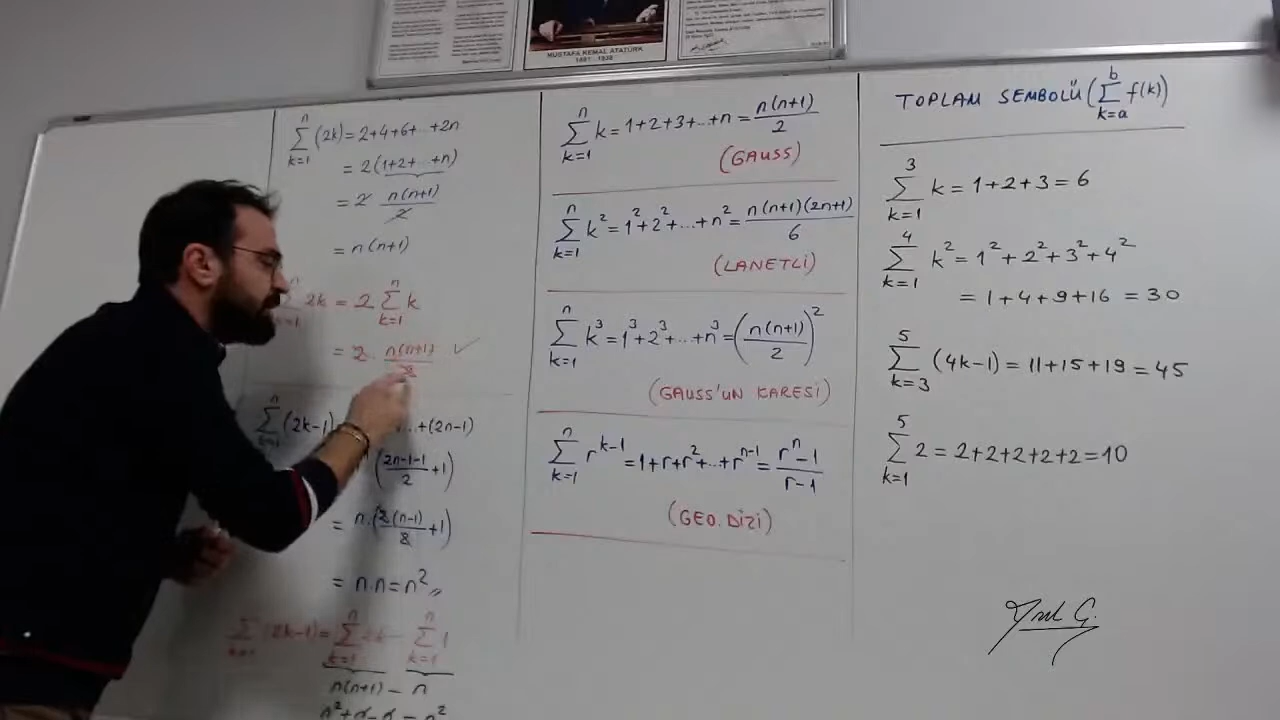 MUSTAFA KEMAL ATATÜRK
1881 - 1938
TOPLAM SEMBOLÜ (∑_{k=a}^{b} f(k))
∑_{k=1}^{3} k = 1+2+3 = 6
∑_{k=1}^{4} k² = 1² + 2² + 3² + 4²
= 1+4+9+16 = 30
∑_{k=3}^{5} (4k-1) = 11+15+19 = 45
∑_{k=1}^{5} 2 = 2+2+2+2+2 = 10
∑_{k=1}^{n} k = 1+2+3+..+n = n(n+1)/2
(GAUSS)
∑_{k=1}^{n} k² = 1²+2²+...+n² = n(n+1)(2n+1)/6
(LANETLİ)
∑_{k=1}^{n} k³ = 1³+2³+..+n³ = (n(n+1)/2)²
(GAUSS'UN KARESİ)
∑_{k=1}^{n} r^{k-1} = 1+r+r²+..+r^{n-1} = (r^n-1)/(r-1)
(GEO. DİZİ)
∑_{k=1}^{n} (2k) = 2+4+6+..+2n
= 2(1+2+..+n)
= 2 n(n+1)/2
= n(n+1)
2k = 2 ∑_{k=1}^{n} k
= 2. n(n+1)/2 ✓
∑_{k=1}^{n} (2k-1) ..+(2n-1)
((2n-1-1)/2 +1)
= n.(2(n-1)/2 +1)
= n.n = n²
∑ (2k-1) = ∑_{k=1}^{n} - ∑_{k=1}^{n} 1
n(n+1) - n
n²+n-n = n²